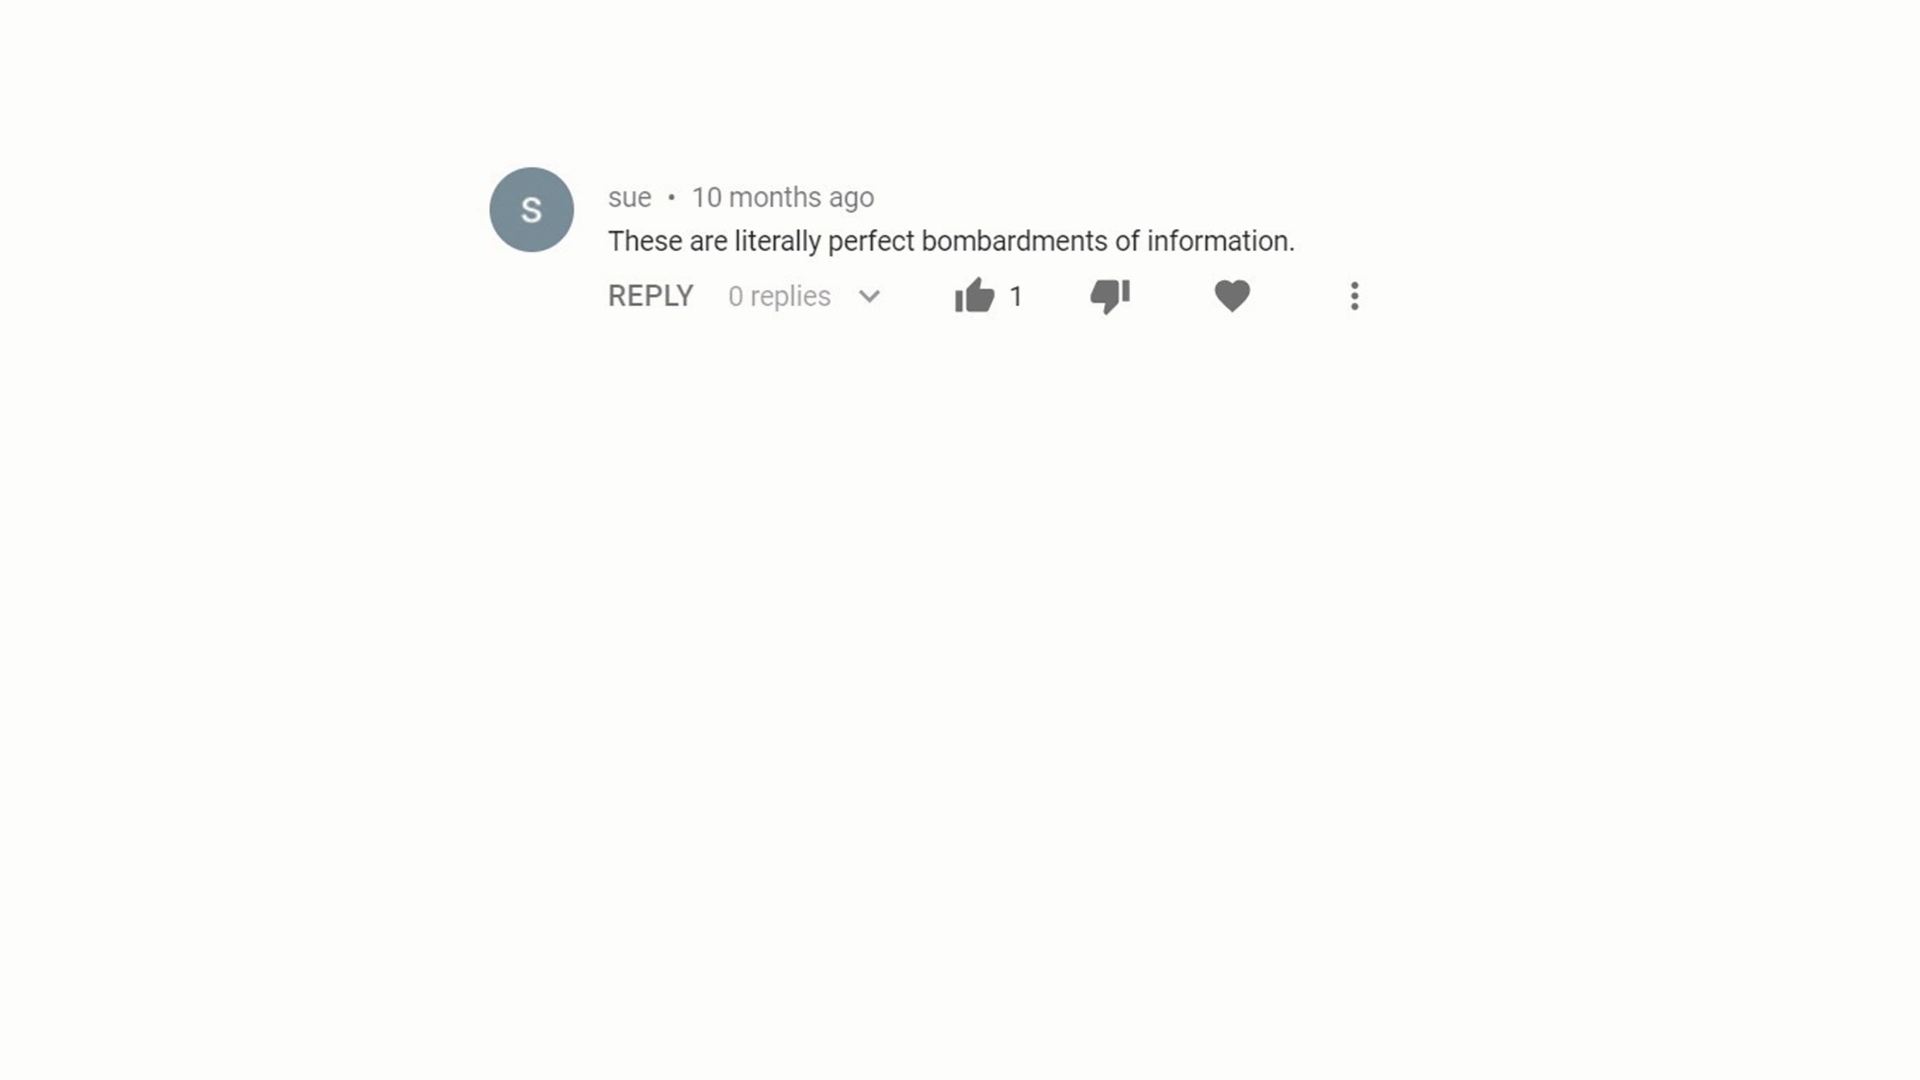 S
sue • 10 months ago
These are literally perfect bombardments of information.
REPLY 0 replies 1